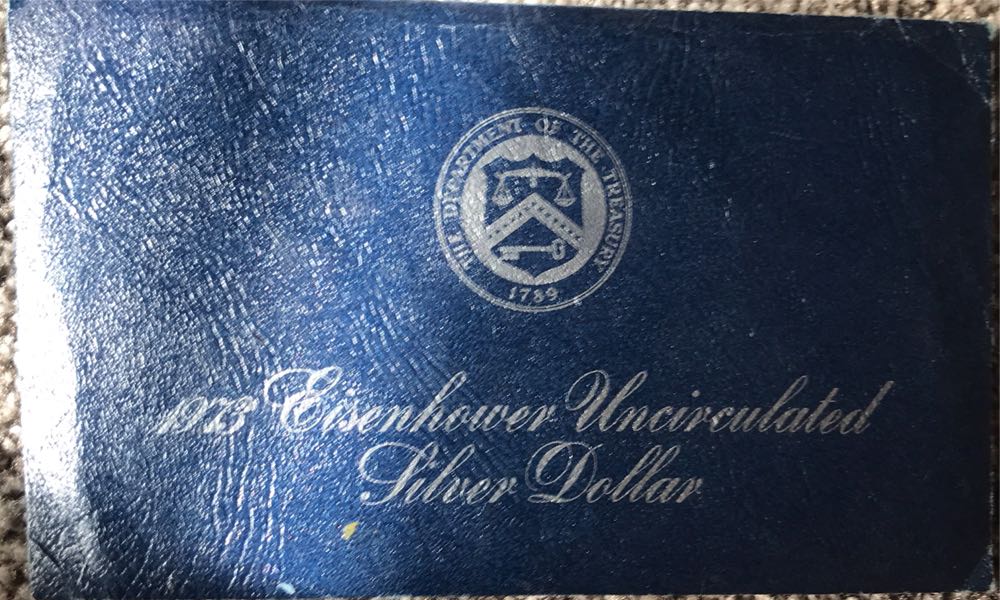 THE DEPARTMENT OF THE TREASURY
1789
1973 Eisenhower Uncirculated
Silver Dollar